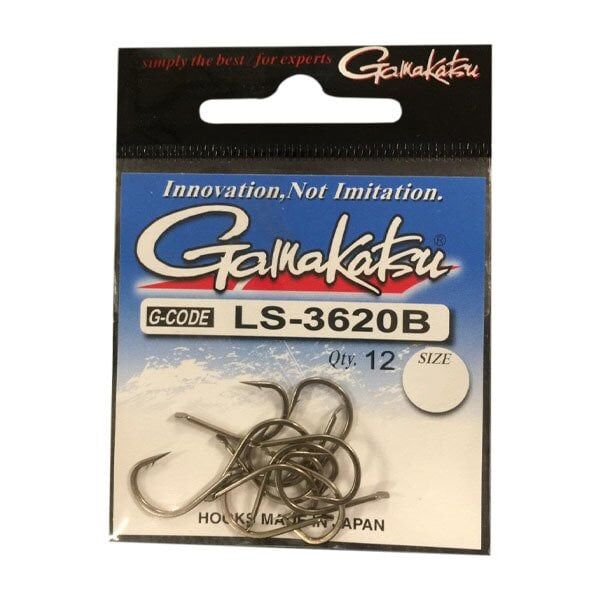 simply the best / for experts Gamakatsu
Innovation, Not Imitation.
Gamakatsu®
G-CODE LS-3620B
Qty. 12 SIZE
HOOKS MADE IN JAPAN